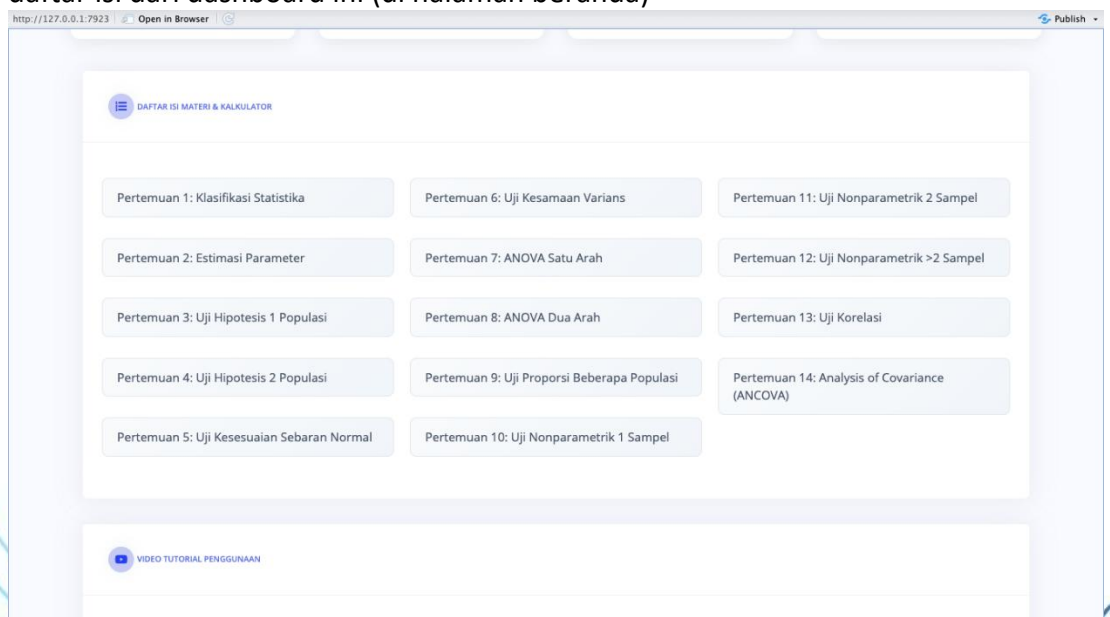 daftar isi dari dashboard ini (di halaman beranda)
http://127.0.0.1:7923 Open in Browser Publish
DAFTAR ISI MATERI & KALKULATOR
Pertemuan 1: Klasifikasi Statistika
Pertemuan 2: Estimasi Parameter
Pertemuan 3: Uji Hipotesis 1 Populasi
Pertemuan 4: Uji Hipotesis 2 Populasi
Pertemuan 5: Uji Kesesuaian Sebaran Normal
Pertemuan 6: Uji Kesamaan Varians
Pertemuan 7: ANOVA Satu Arah
Pertemuan 8: ANOVA Dua Arah
Pertemuan 9: Uji Proporsi Beberapa Populasi
Pertemuan 10: Uji Nonparametrik 1 Sampel
Pertemuan 11: Uji Nonparametrik 2 Sampel
Pertemuan 12: Uji Nonparametrik >2 Sampel
Pertemuan 13: Uji Korelasi
Pertemuan 14: Analysis of Covariance
(ANCOVA)
VIDEO TUTORIAL PENGGUNAAN